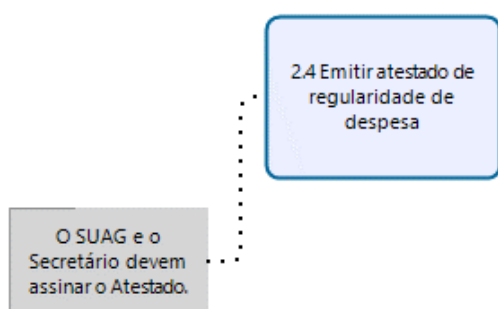 2.4 Emitir atestado de
regularidade de
despesa
O SUAG e o
Secretário devem
assinar o Atestado.